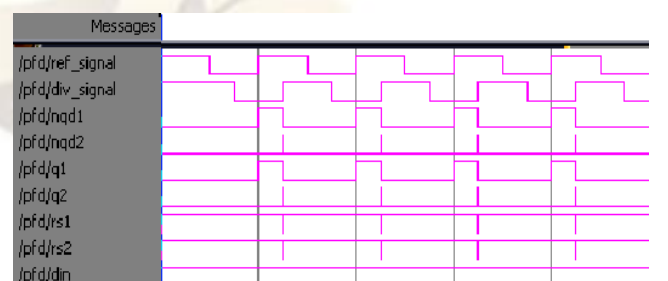 Messages
/pfd/ref_signal
/pfd/div_signal
/pfd/nqd1
/pfd/nqd2
/pfd/q1
/pfd/q2
/pfd/rs1
/pfd/rs2
/pfd/din